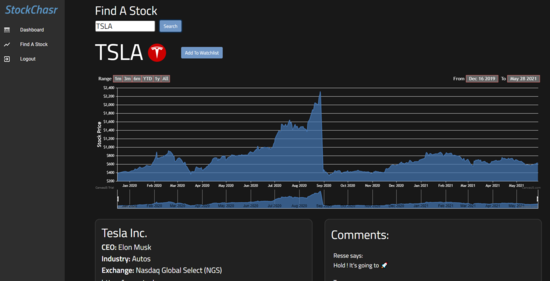 StockChasr
Dashboard
Find A Stock
Logout
Find A Stock
TSLA
Search
TSLA
Add To Watchlist
Range 1m 3m 6m YTD 1y All
From Dec 16 2019 To May 28 2021
Stock Price
$2,400
$2,200
$2,000
$1,800
$1,600
$1,400
$1,200
$1,000
$800
$600
$400
$200
Jan 2020 Feb 2020 Mar 2020 Apr 2020 May 2020 Jun 2020 Jul 2020 Aug 2020 Sep 2020 Oct 2020 Nov 2020 Dec 2020 Jan 2021 Feb 2021 Mar 2021 Apr 2021 May 2021
Tesla Inc.
CEO: Elon Musk
Industry: Autos
Exchange: Nasdaq Global Select (NGS)
Comments:
Resse says:
Hold ! It's going to 🚀